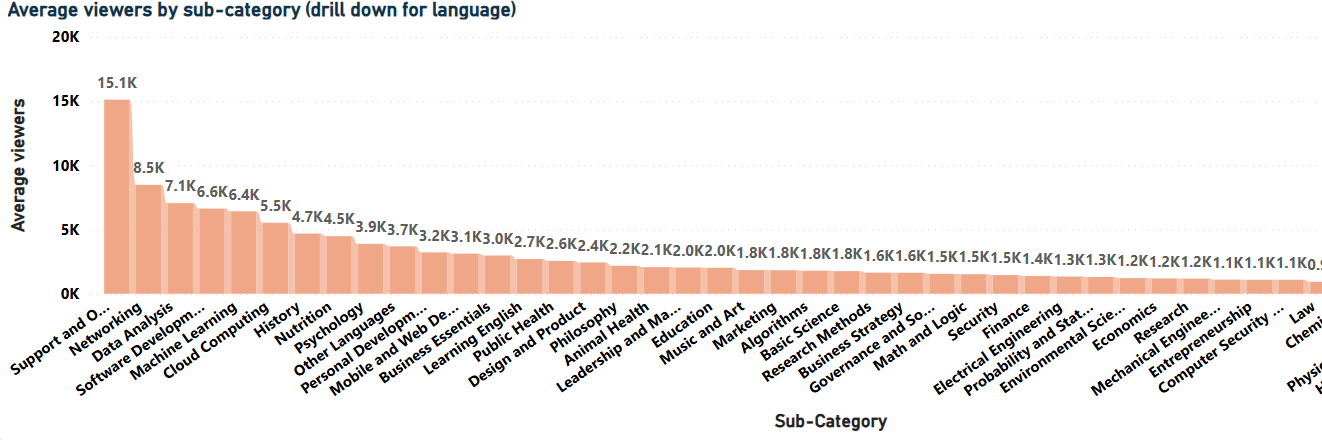 Average viewers by sub-category (drill down for language)
20K
15K
10K
5K
0K
Average viewers
15.1K
8.5K
7.1K
6.6K
6.4K
5.5K
4.7K
4.5K
3.9K
3.7K
3.2K
3.1K
3.0K
2.7K
2.6K
2.4K
2.2K
2.1K
2.0K
2.0K
1.8K
1.8K
1.8K
1.8K
1.6K
1.6K
1.5K
1.5K
1.5K
1.4K
1.3K
1.3K
1.2K
1.2K
1.2K
1.1K
1.1K
1.1K
Support and O...
Networking
Data Analysis
Software Developm...
Machine Learning
Cloud Computing
History
Nutrition
Psychology
Other Languages
Personal Developm...
Mobile and Web De...
Business Essentials
Learning English
Public Health
Design and Product
Philosophy
Animal Health
Leadership and Ma...
Education
Music and Art
Marketing
Algorithms
Basic Science
Research Methods
Business Strategy
Governance and So...
Math and Logic
Security
Finance
Electrical Engineering
Probability and Stat...
Environmental Scie...
Economics
Research
Mechanical Enginee...
Entrepreneurship
Computer Security ...
Law
Sub-Category